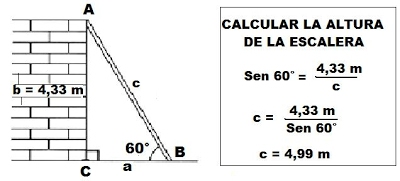 A
b = 4,33 m
c
60°
B
C
a
CALCULAR LA ALTURA
DE LA ESCALERA
Sen 60° = 4,33 m / c
c = 4,33 m / Sen 60°
c = 4,99 m